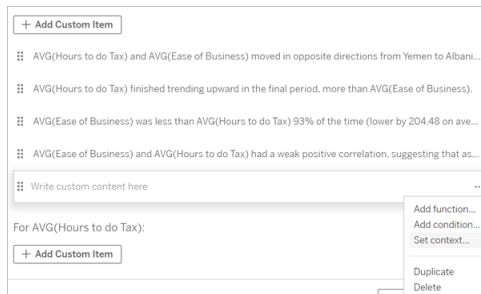 + Add Custom Item
AVG(Hours to do Tax) and AVG(Ease of Business) moved in opposite directions from Yemen to Albani...
AVG(Hours to do Tax) finished trending upward in the final period, more than AVG(Ease of Business).
AVG(Ease of Business) was less than AVG(Hours to do Tax) 93% of the time (lower by 204.48 on ave...
AVG(Ease of Business) and AVG(Hours to do Tax) had a weak positive correlation, suggesting that as...
Write custom content here
Add function...
Add condition...
Set context...
For AVG(Hours to do Tax):
+ Add Custom Item
Duplicate
Delete